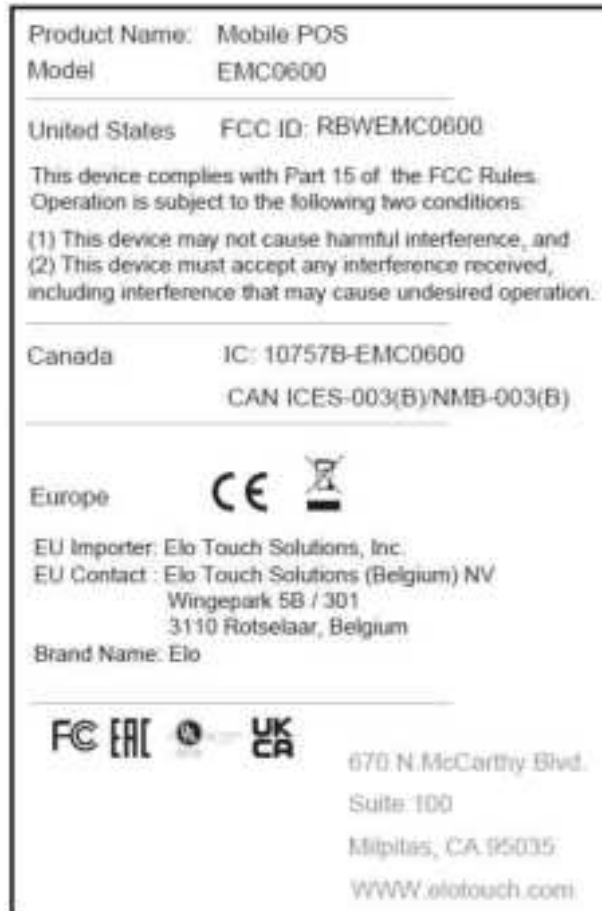 Product Name: Mobile POS
Model EMC0600
United States FCC ID: RBWEMC0600
This device complies with Part 15 of the FCC Rules.
Operation is subject to the following two conditions:
(1) This device may not cause harmful interference, and
(2) This device must accept any interference received,
including interference that may cause undesired operation.
Canada IC: 10757B-EMC0600
CAN ICES-003(B)/NMB-003(B)
Europe CE
EU Importer: Elo Touch Solutions, Inc.
EU Contact : Elo Touch Solutions (Belgium) NV
Wingepark 5B / 301
3110 Rotselaar, Belgium
Brand Name: Elo
FC EAC UK CA
670 N.McCarthy Blvd.
Suite 100
Milpitas, CA 95035
WWW.elotouch.com